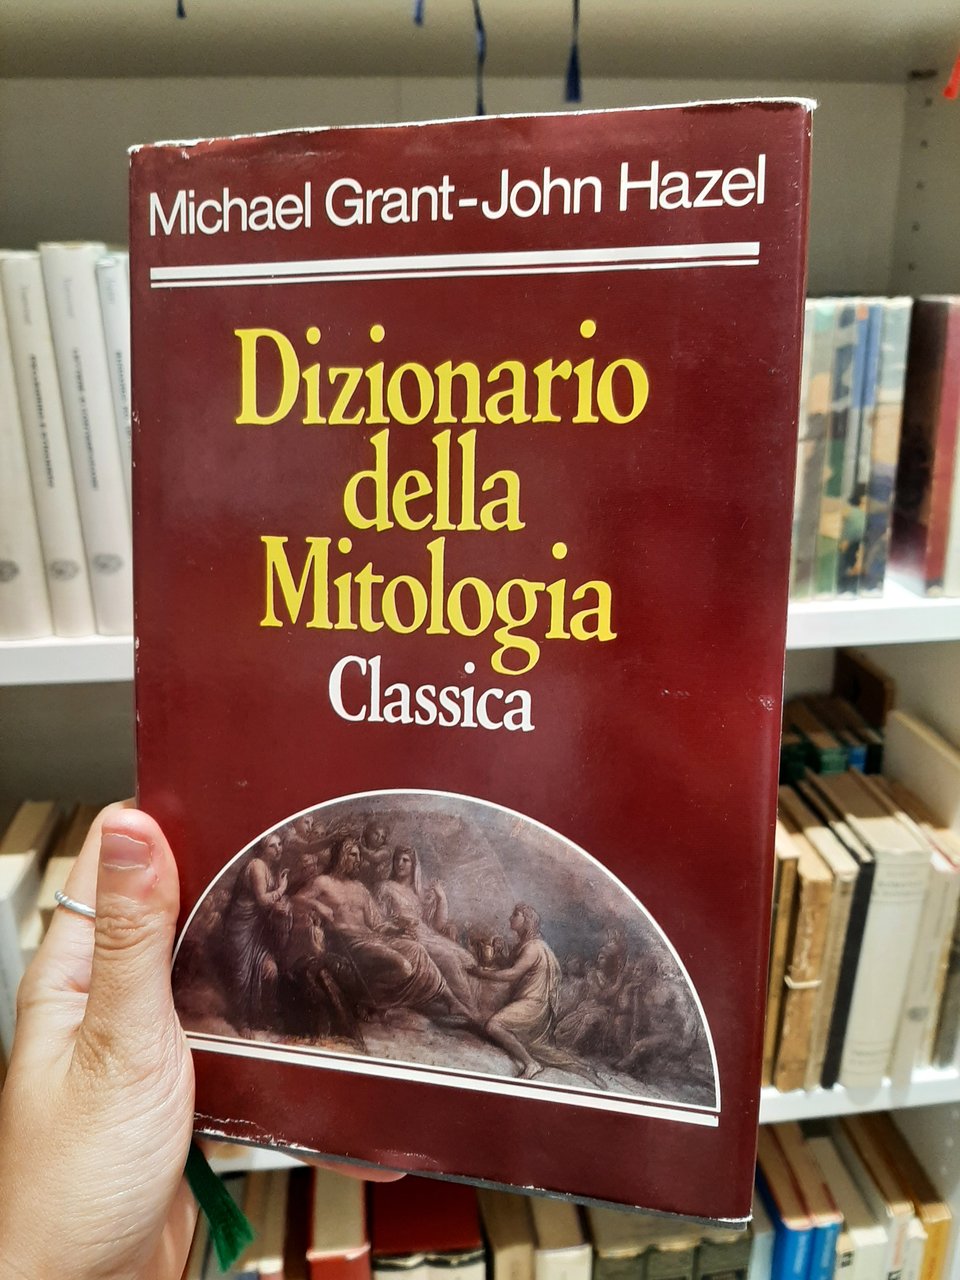 Michael Grant-John Hazel
Dizionario
della
Mitologia
Classica